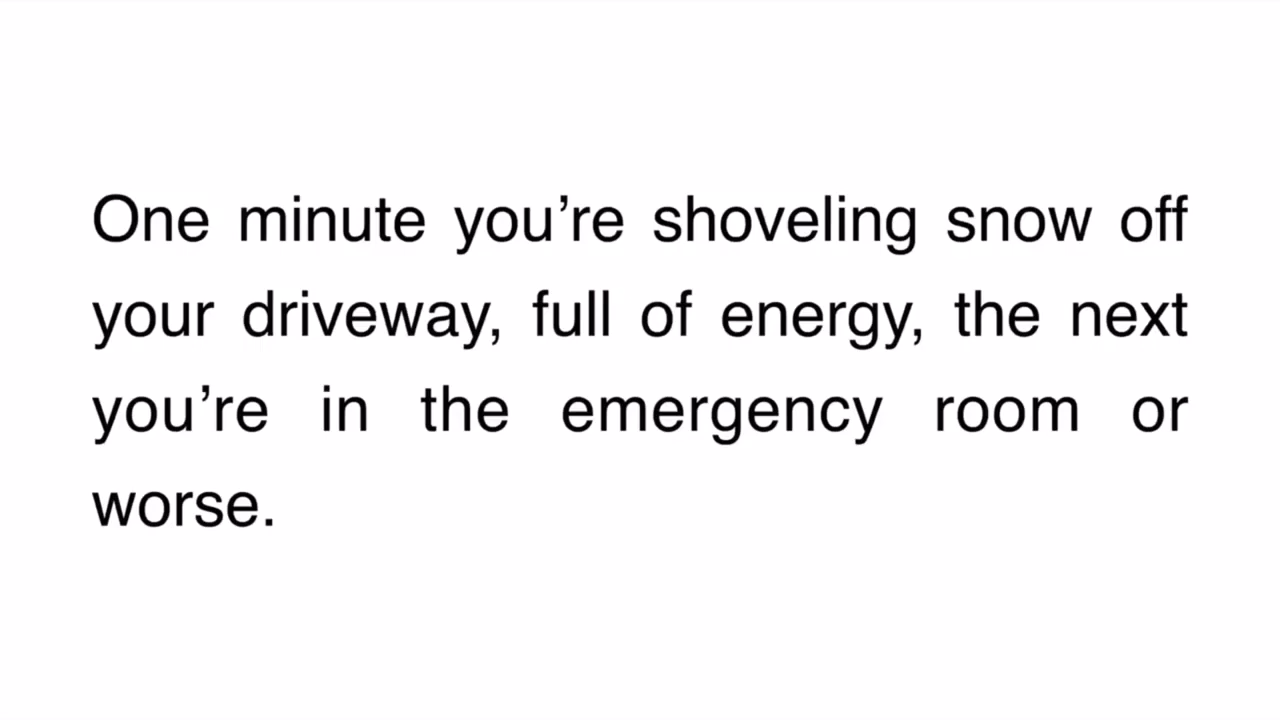 One minute you’re shoveling snow off
your driveway, full of energy, the next
you’re in the emergency room or
worse.